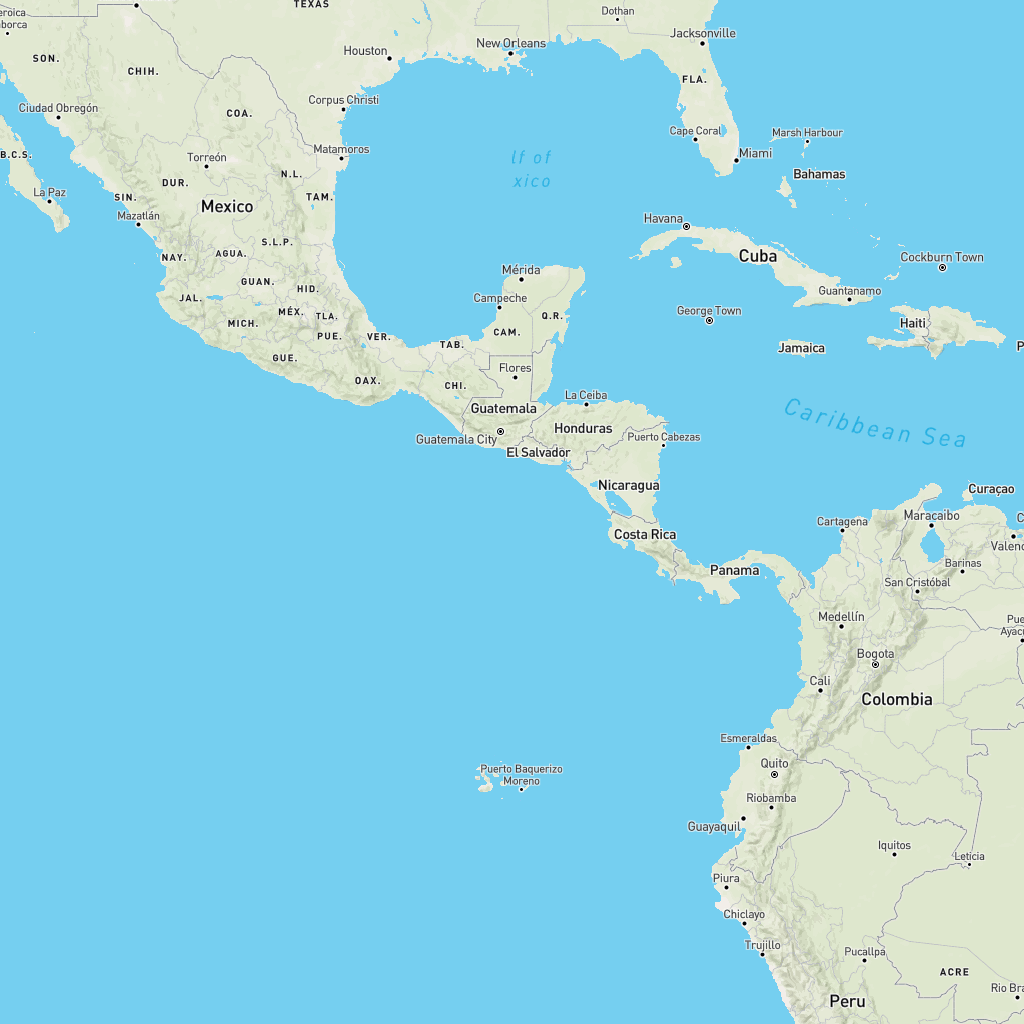 TEXAS
Dothan
eroica
borca
Jacksonville
New Orleans
Houston
SON.
CHIH.
FLA.
Corpus Christi
Ciudad Obregón
COA.
Cape Coral
Marsh Harbour
Matamoros
Miami
B.C.S.
Torreón
lf of
xico
N.L.
Bahamas
DUR.
La Paz
SIN.
TAM.
Mexico
Mazatlán
Havana
S.L.P.
NAY.
AGUA.
Cuba
Cockburn Town
Mérida
GUAN.
HID.
Guantanamo
JAL.
Campeche
MÉX.
TLA.
George Town
Q.R.
MICH.
Haiti
PUE.
VER.
CAM.
TAB.
Jamaica
P
GUE.
Flores
OAX.
CHI.
La Ceiba
Guatemala
Caribbean Sea
Honduras
Guatemala City
Puerto Cabezas
El Salvador
Nicaragua
Curaçao
Maracaibo
Cartagena
C
Costa Rica
Valenc
Barinas
Panama
San Cristóbal
Medellín
Pue
Ayacu
Bogota
Cali
Colombia
Esmeraldas
Quito
Puerto Baquerizo
Moreno
Riobamba
Guayaquil
Iquitos
Leticia
Piura
Chiclayo
Trujillo
Pucallpa
ACRE
Rio Bra
Peru